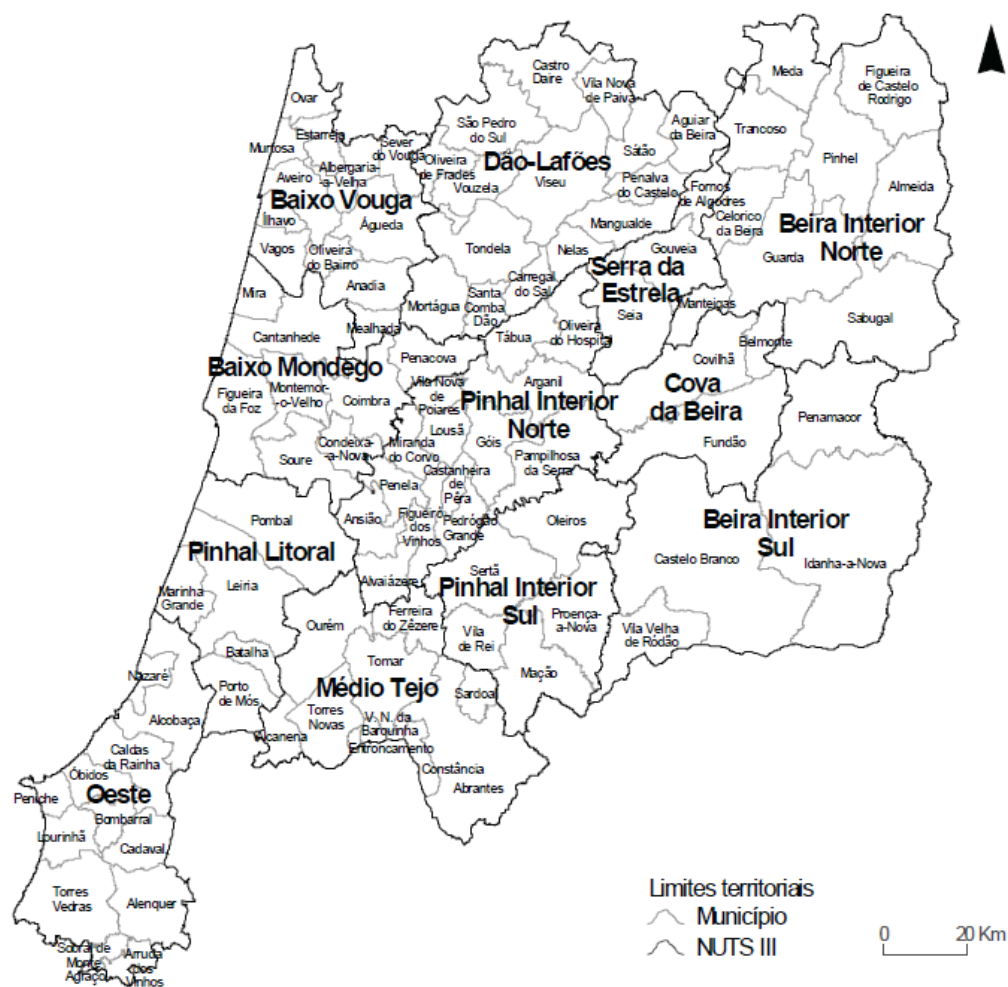 Castro
Daire
Vila Nova
de Paiva
Meda
Figueira
de Castelo
Rodrigo
Ovar
Estarreja
Murtosa
Sever
do Vouga
Albergaria-
-a-Velha
Aveiro
Baixo Vouga
Ílhavo
Águeda
Vagos
Oliveira
do Bairro
Anadia
Mealhada
São Pedro
do Sul
Oliveira
de Frades
Vouzela
Dão-Lafões
Viseu
Sátão
Aguiar
da Beira
Penalva
do Castelo
Mangualde
Tondela
Nelas
Carregal
do Sal
Santa
Comba
Dão
Mortágua
Trancoso
Pinhel
Almeida
Fornos
de Algodres
Celorico
da Beira
Beira Interior
Norte
Guarda
Sabugal
Gouveia
Serra da
Estrela
Seia
Manteigas
Mira
Cantanhede
Baixo Mondego
Figueira
da Foz
Montemor-
-o-Velho
Coimbra
Penacova
Condeixa-
-a-Nova
Soure
Tábua
Oliveira
do Hospital
Arganil
Vila Nova
de
Poiares
Pinhal Interior
Norte
Lousã
Góis
Miranda
do Corvo
Pampilhosa
da Serra
Castanheira
de
Pêra
Penela
Ansião
Figueiró
dos
Vinhos
Pedrógão
Grande
Alvaiázere
Belmonte
Covilhã
Cova
da Beira
Fundão
Penamacor
Beira Interior
Sul
Castelo Branco
Idanha-a-Nova
Vila Velha
de Ródão
Oleiros
Sertã
Pinhal Interior
Sul
Proença-
a-Nova
Vila
de Rei
Mação
Pombal
Pinhal Litoral
Leiria
Marinha
Grande
Batalha
Porto
de Mós
Ourém
Ferreira
do Zêzere
Tomar
Médio Tejo
Sardoal
Torres
Novas
V. N. da
Barquinha
Entroncamento
Alcanena
Constância
Abrantes
Nazaré
Alcobaça
Caldas
da Rainha
Óbidos
Peniche
Oeste
Bombarral
Lourinhã
Cadaval
Torres
Vedras
Alenquer
Sobral de
Monte
Agraço
Arruda
dos
Vinhos
Limites territoriais
Município
NUTS III
0 20 Km